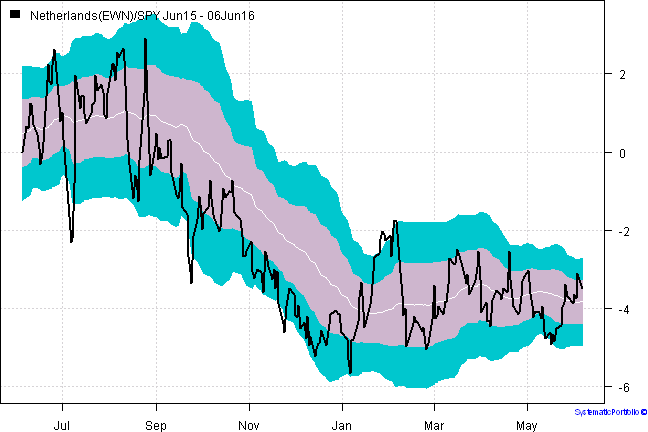 Netherlands(EWN)/SPY Jun15 - 06Jun16
2
0
-2
-4
-6
Jul Sep Nov Jan Mar May
SystematicPortfolio ©